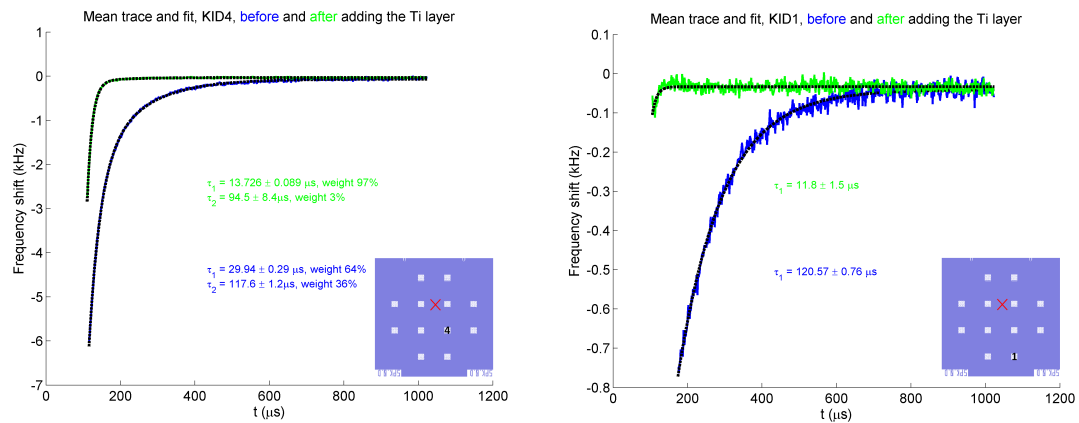 Mean trace and fit, KID4, before and after adding the Ti layer
1
0
-1
-2
-3
-4
-5
-6
-7
Frequency shift (kHz)
τ1 = 13.726 ± 0.069 μs, weight 97%
τ2 = 94.5 ± 8.4μs, weight 3%
τ1 = 29.94 ± 0.29 μs, weight 64%
τ2 = 117.6 ± 1.2μs, weight 36%
4
0 200 400 600 800 1000 1200
t (μs)
Mean trace and fit, KID1, before and after adding the Ti layer
0.1
0
-0.1
-0.2
-0.3
-0.4
-0.5
-0.6
-0.7
-0.8
Frequency shift (kHz)
τ1 = 11.8 ± 1.5 μs
τ1 = 120.57 ± 0.76 μs
1
0 200 400 600 800 1000 1200
t (μs)